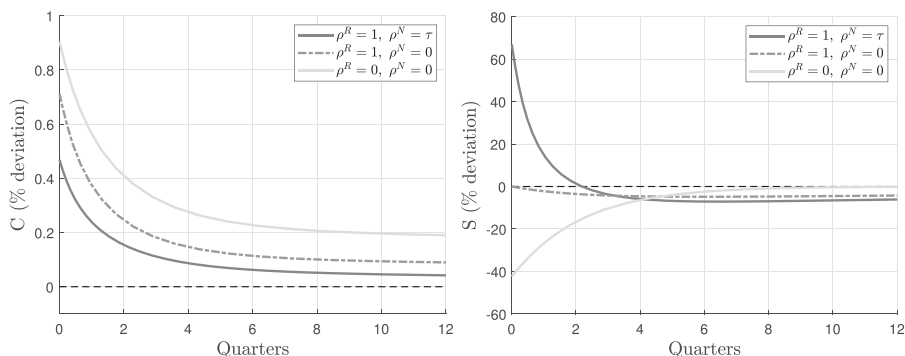 1
0.8
0.6
0.4
0.2
0
0 2 4 6 8 10 12
C (% deviation)
Quarters
ρ^R = 1, ρ^N = τ
ρ^R = 1, ρ^N = 0
ρ^R = 0, ρ^N = 0
80
60
40
20
0
-20
-40
-60
0 2 4 6 8 10 12
S (% deviation)
Quarters
ρ^R = 1, ρ^N = τ
ρ^R = 1, ρ^N = 0
ρ^R = 0, ρ^N = 0